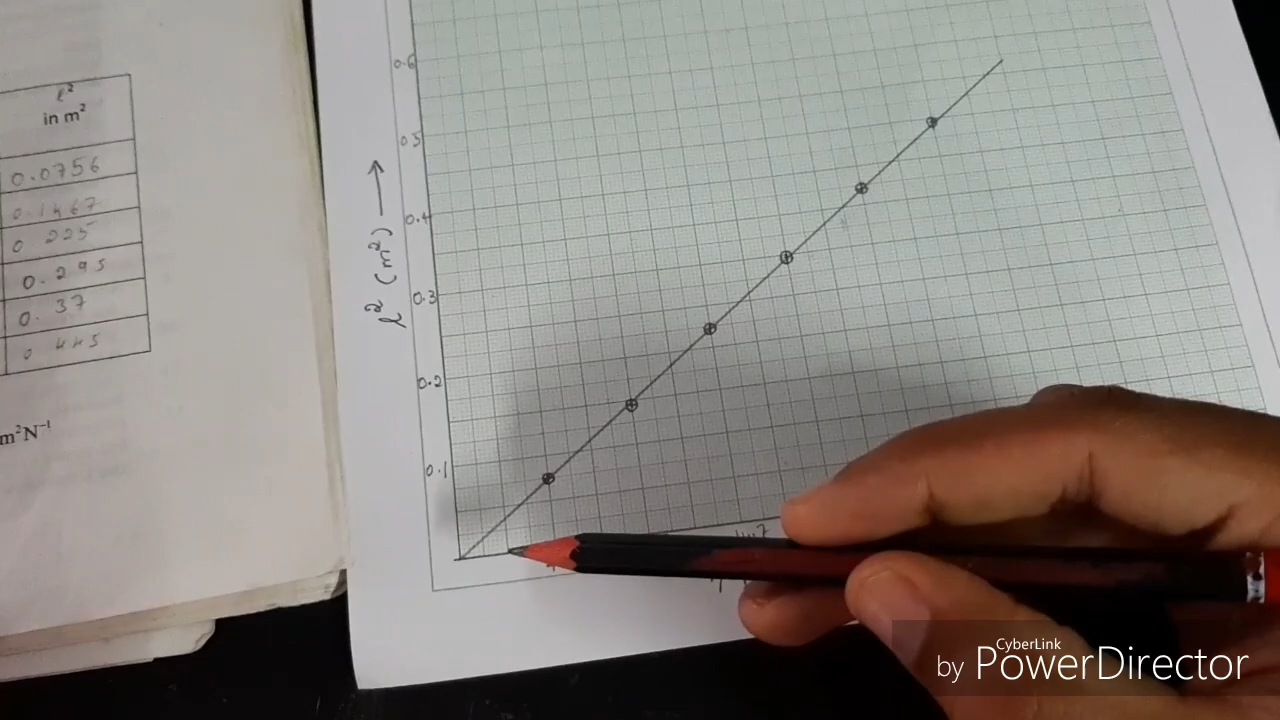 l²
in m²
0.0756
0.1467
0 225
0.295
0.37
0 445
m²N⁻¹
0.6
0.5
0.4
0.3
0.2
0.1
l² (m²) →
CyberLink
by PowerDirector